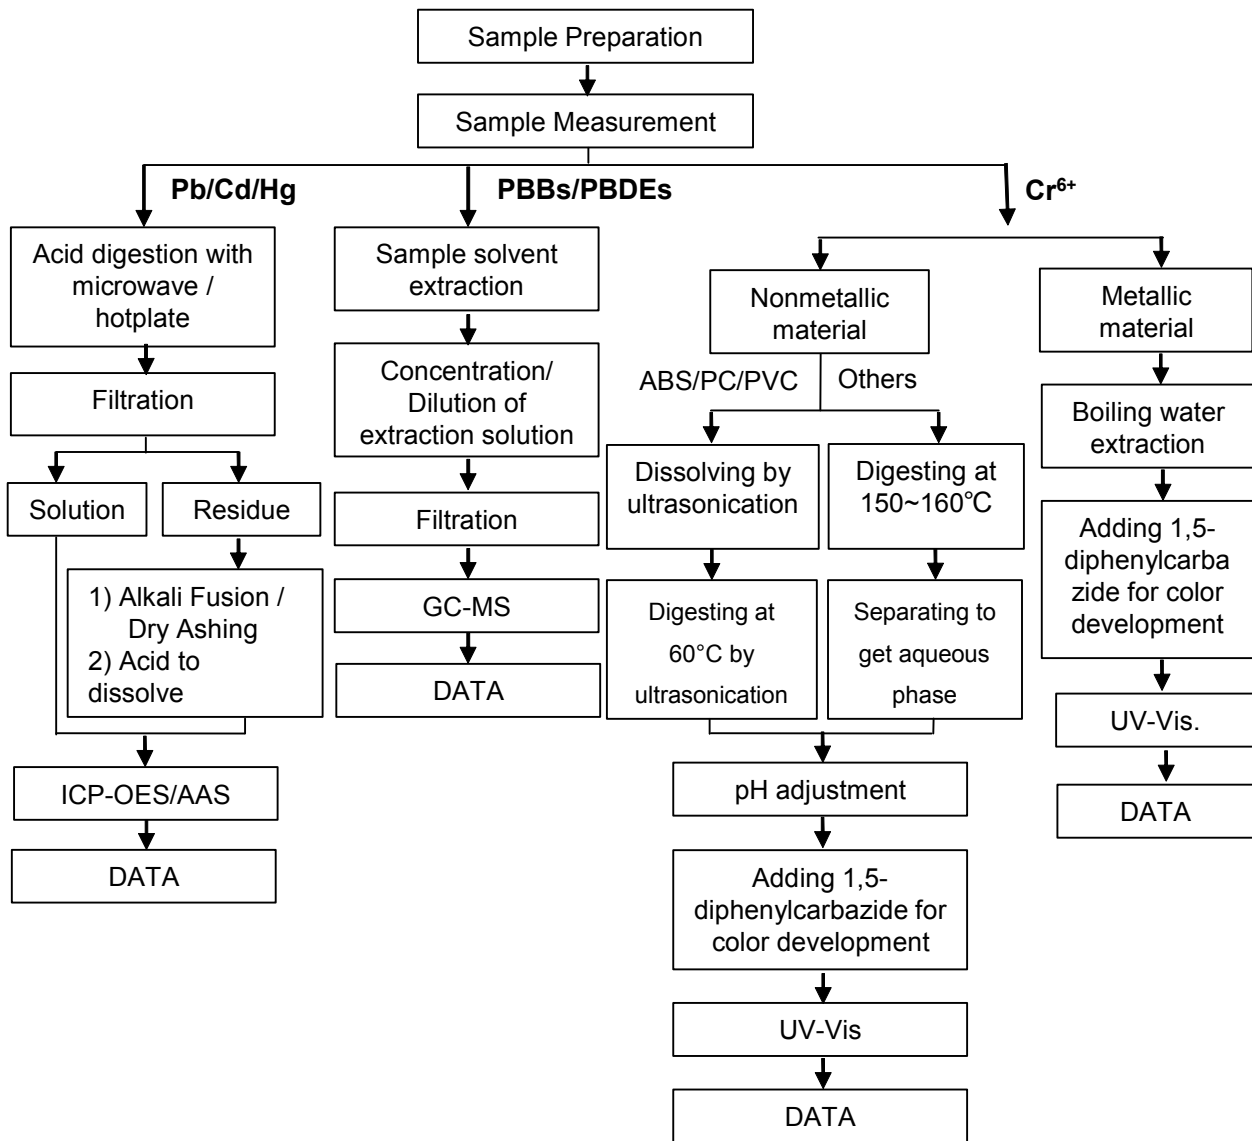 Sample Preparation
Sample Measurement
Pb/Cd/Hg
PBBs/PBDEs
Cr⁶⁺
Acid digestion with
microwave /
hotplate
Filtration
Solution
Residue
1) Alkali Fusion /
Dry Ashing
2) Acid to
dissolve
ICP-OES/AAS
DATA
Sample solvent
extraction
Concentration/
Dilution of
extraction solution
Filtration
GC-MS
DATA
Nonmetallic
material
ABS/PC/PVC
Others
Dissolving by
ultrasonication
Digesting at
60°C by
ultrasonication
Digesting at
150~160℃
Separating to
get aqueous
phase
pH adjustment
Adding 1,5-
diphenylcarbazide for
color development
UV-Vis
DATA
Metallic
material
Boiling water
extraction
Adding 1,5-
diphenylcarba
zide for color
development
UV-Vis.
DATA